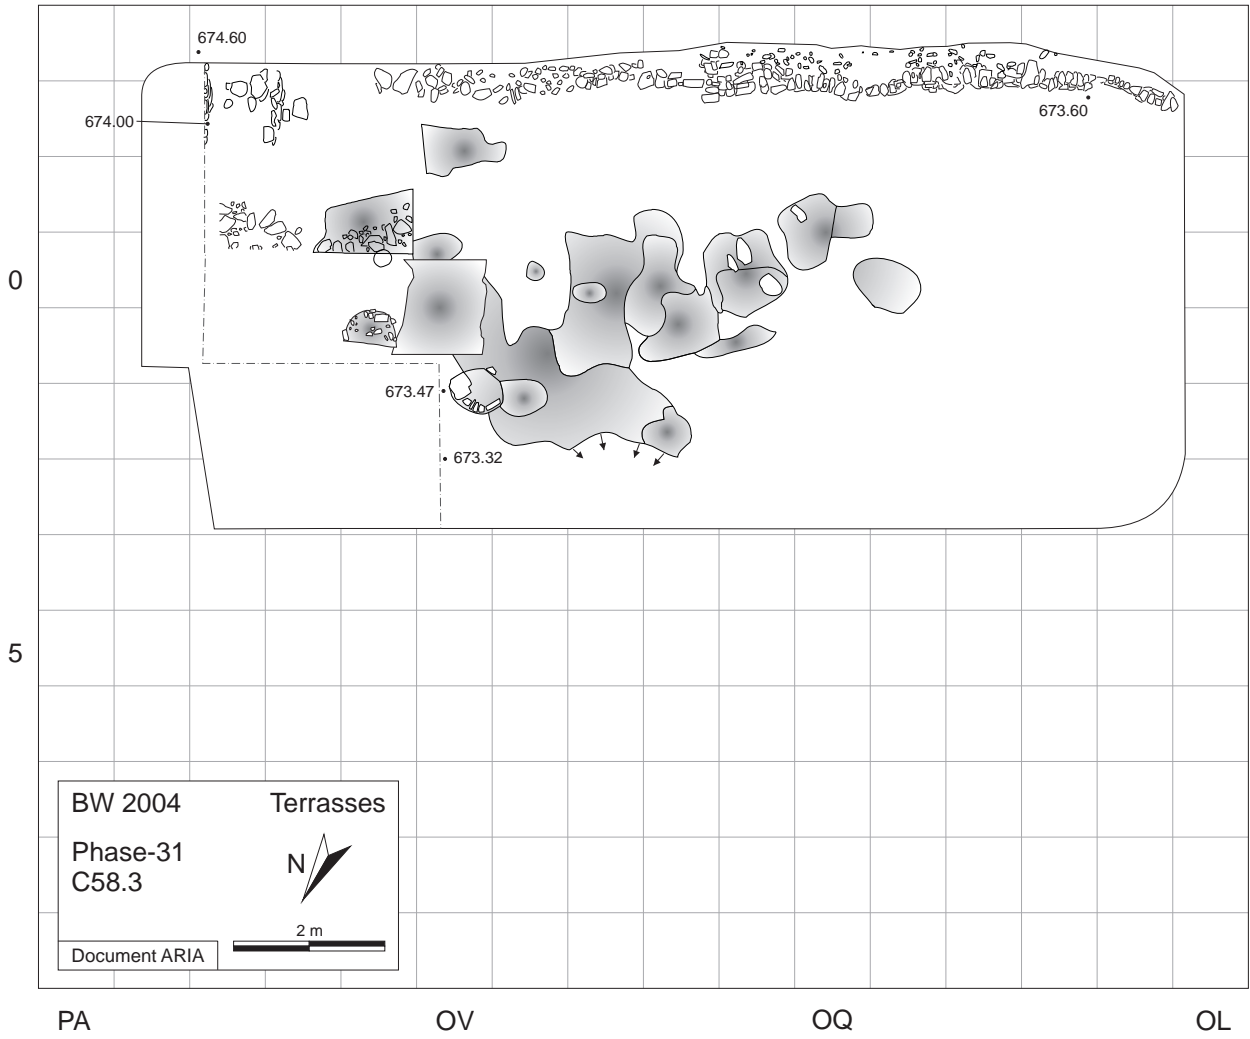 674.60
674.00
673.60
0
673.47
673.32
5
BW 2004 Terrasses
Phase-31
C58.3
N
2 m
Document ARIA
PA OV OQ OL